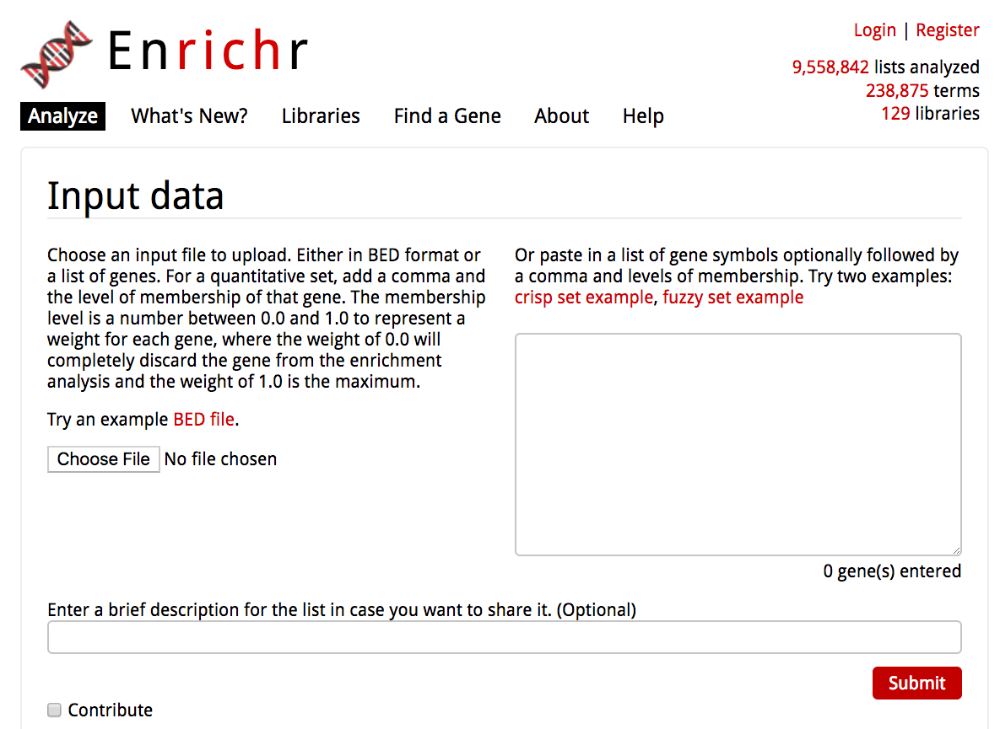 Enrichr
Login | Register
9,558,842 lists analyzed
238,875 terms
129 libraries
Analyze What's New? Libraries Find a Gene About Help
Input data
Choose an input file to upload. Either in BED format or
a list of genes. For a quantitative set, add a comma and
the level of membership of that gene. The membership
level is a number between 0.0 and 1.0 to represent a
weight for each gene, where the weight of 0.0 will
completely discard the gene from the enrichment
analysis and the weight of 1.0 is the maximum.
Try an example BED file.
Choose File No file chosen
Or paste in a list of gene symbols optionally followed by
a comma and levels of membership. Try two examples:
crisp set example, fuzzy set example
0 gene(s) entered
Enter a brief description for the list in case you want to share it. (Optional)
Submit
Contribute